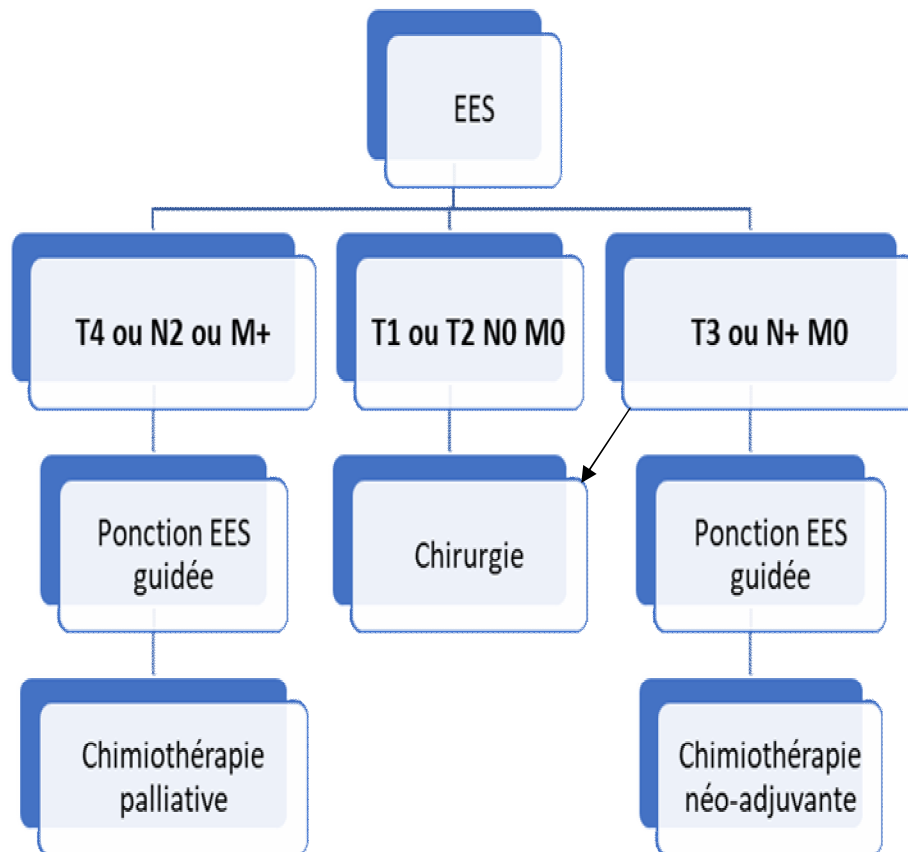 EES
T4 ou N2 ou M+
T1 ou T2 N0 M0
T3 ou N+ M0
Ponction EES
guidée
Chirurgie
Ponction EES
guidée
Chimiothérapie
palliative
Chimiothérapie
néo-adjuvante